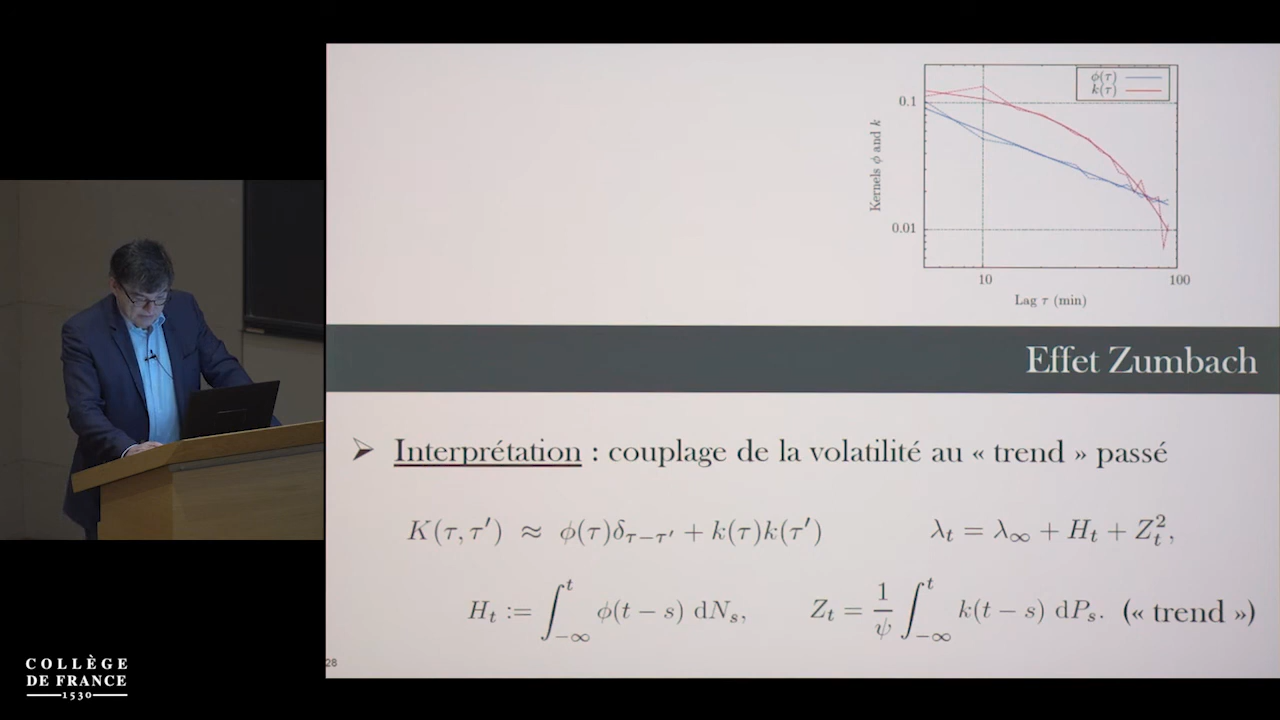 ϕ(τ)
k(τ)
0.1
Kernels ϕ and k
0.01
10
100
Lag τ (min)
Effet Zumbach
➤ Interprétation : couplage de la volatilité au « trend » passé
K(τ, τ′) ≈ ϕ(τ)δ_{τ−τ′} + k(τ)k(τ′)
λ_t = λ_∞ + H_t + Z_t^2,
H_t := ∫_{−∞}^t ϕ(t − s) dN_s,
Z_t = 1/ψ ∫_{−∞}^t k(t − s) dP_s. (« trend »)
28
COLLÈGE
DE FRANCE
1530